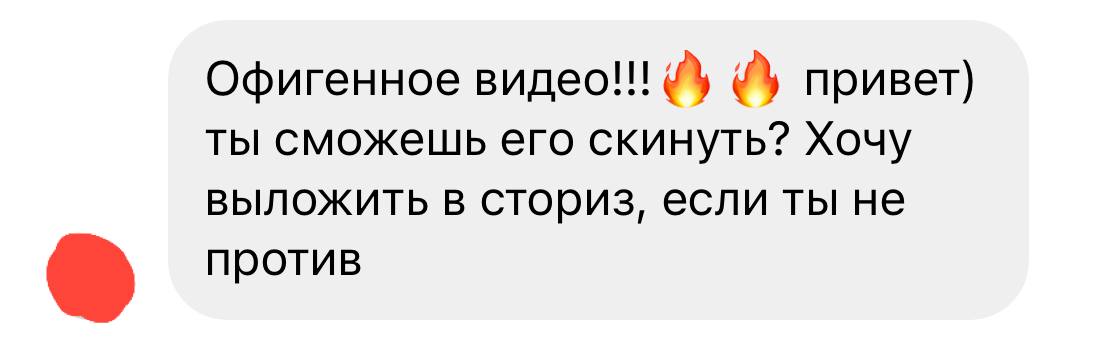 Офигенное видео!!!🔥 🔥 привет)
ты сможешь его скинуть? Хочу
выложить в сториз, если ты не
против